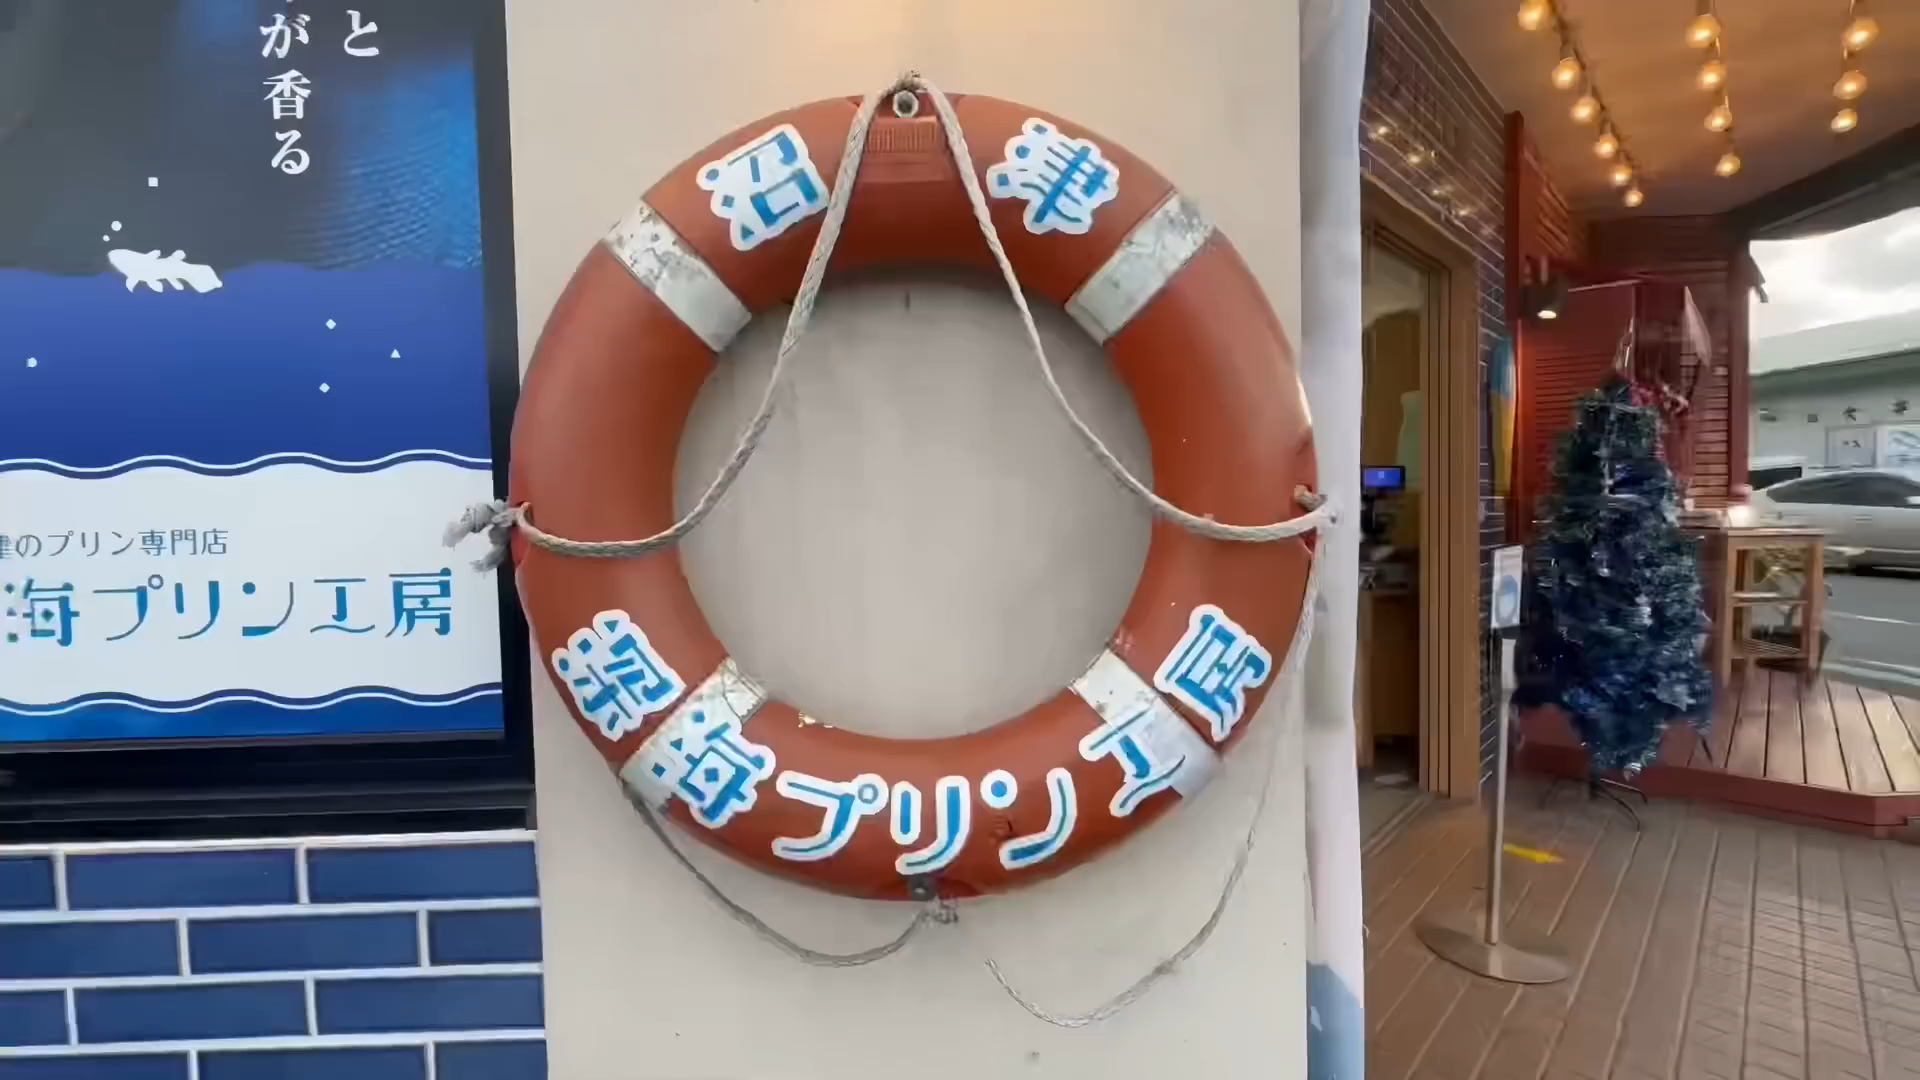 と
が香る
津のプリン専門店
海プリン工房
沼津
深海プリン工房